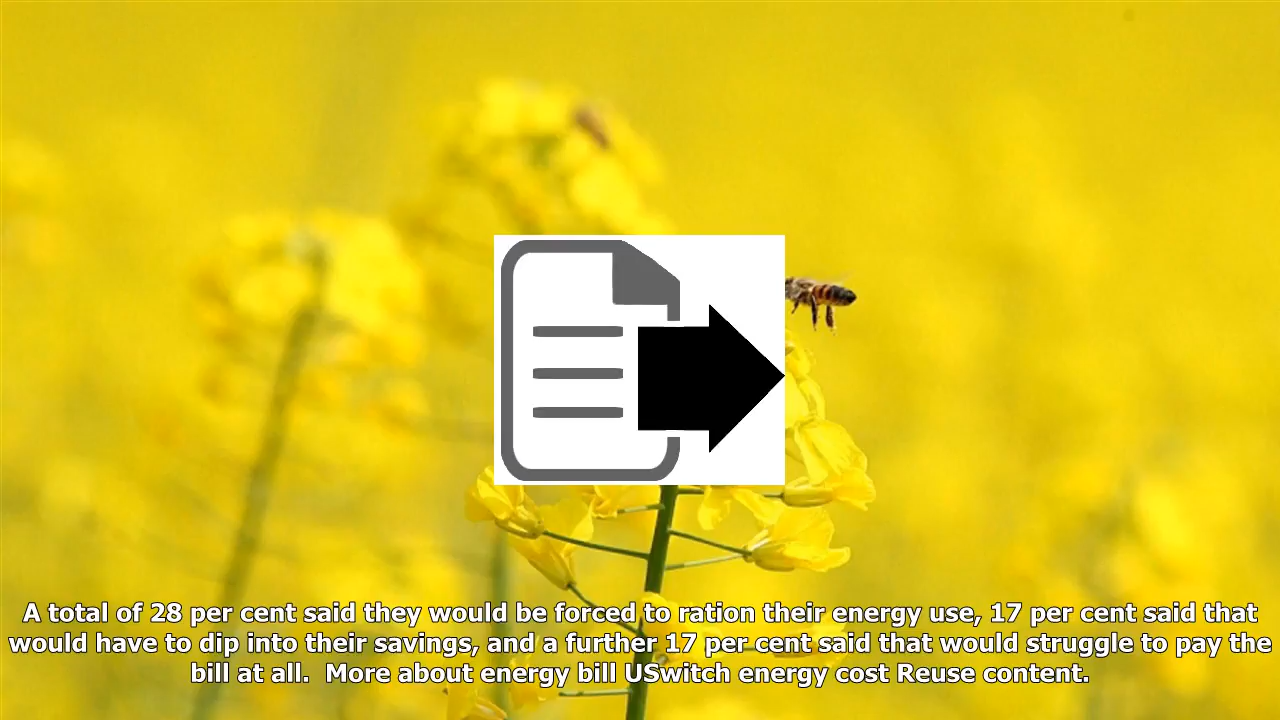 A total of 28 per cent said they would be forced to ration their energy use, 17 per cent said that
would have to dip into their savings, and a further 17 per cent said that would struggle to pay the
bill at all.  More about energy bill USwitch energy cost Reuse content.